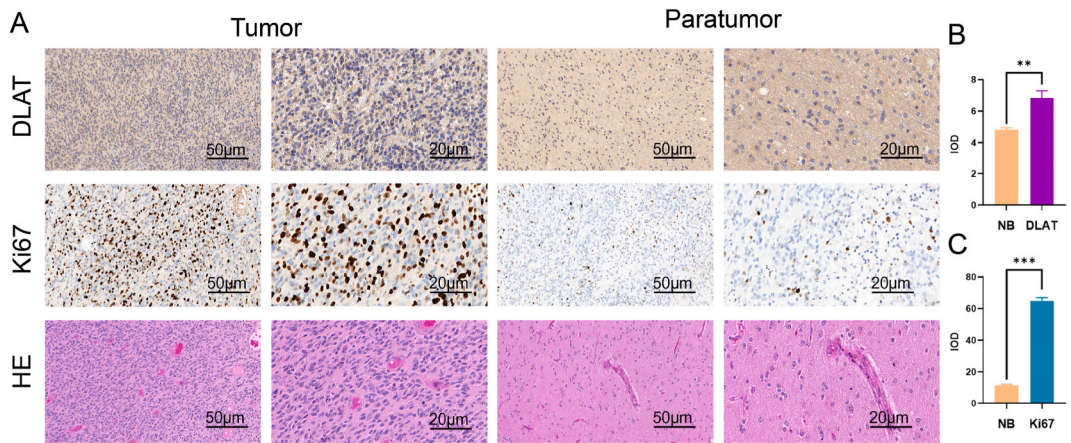 A
Tumor
Paratumor
DLAT
50μm
20μm
50μm
20μm
Ki67
50μm
20μm
50μm
20μm
HE
50μm
20μm
50μm
20μm
B
**
8
6
4
2
0
IOD
NB DLAT
C
***
80
60
40
20
0
IOD
NB Ki67